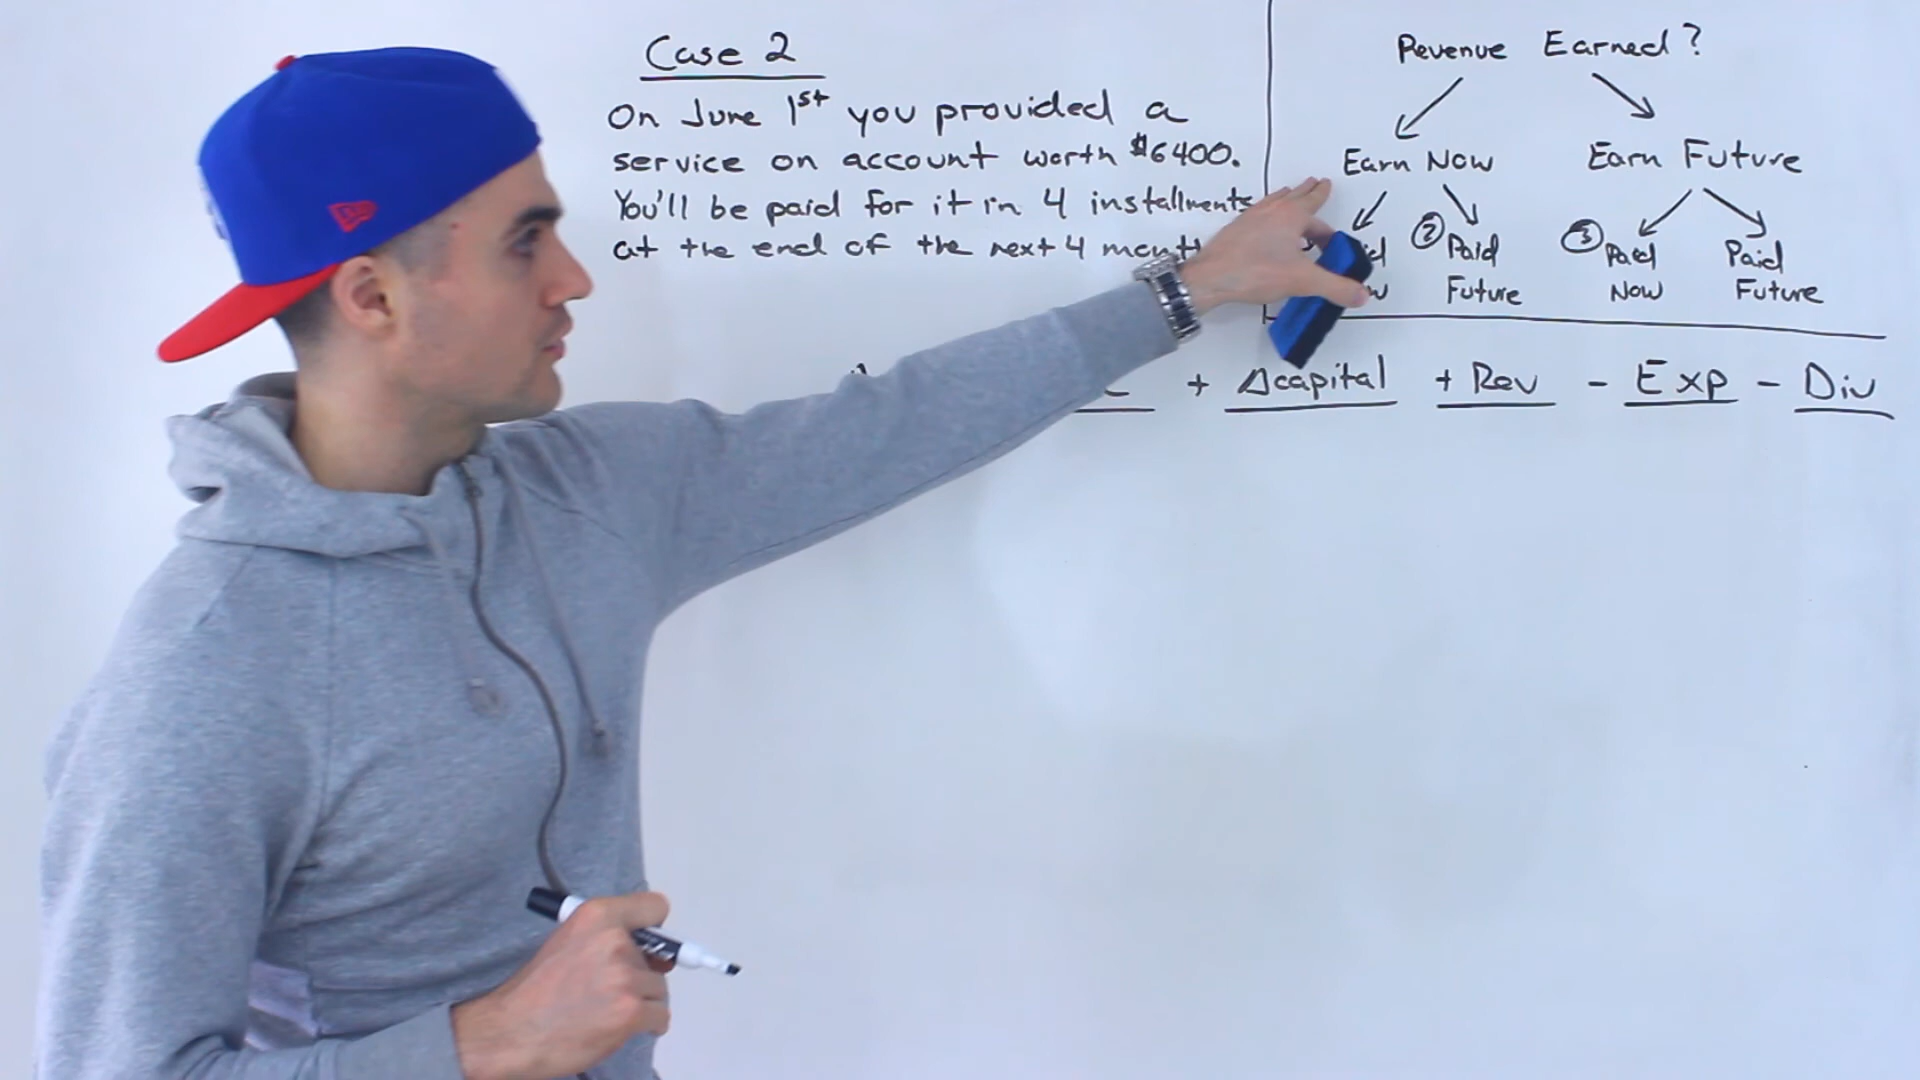 Case 2
On June 1st you provided a
service on account worth $6400.
You'll be paid for it in 4 installments
at the end of the next 4
Revenue Earned?
Earn Now Earn Future
② Paid Future
③ Paid Now
Paid Future
+ Δcapital + Rev - Exp - Div